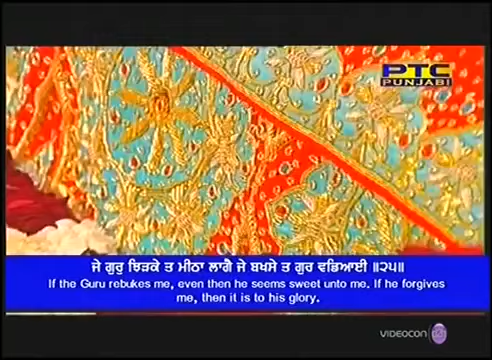 PTC
PUNJABI
ਜੇ ਗੁਰੁ ਝਿੜਕੇ ਤ ਮੀਠਾ ਲਾਗੈ ਜੇ ਬਖਸੇ ਤ ਗੁਰ ਵਡਿਆਈ ॥੨੫॥
If the Guru rebukes me, even then he seems sweet unto me. If he forgives
me, then it is to his glory.
VIDEOCON